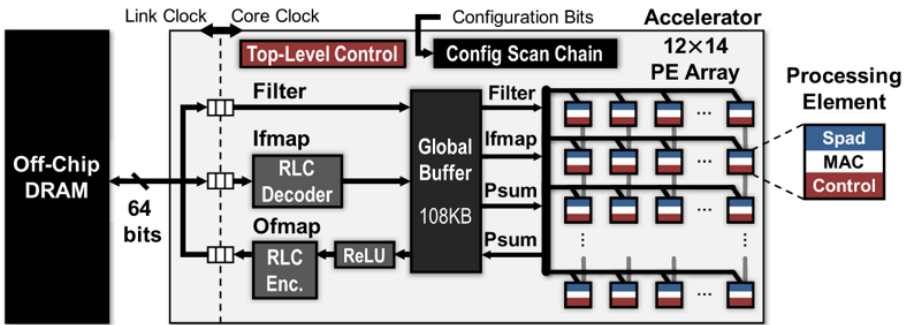 Link Clock
Core Clock
Configuration Bits
Accelerator
12×14
PE Array
Top-Level Control
Config Scan Chain
Processing
Element
Filter
Filter
Ifmap
Ifmap
Off-Chip
DRAM
RLC
Decoder
Global
Buffer
108KB
Spad
MAC
Control
64
bits
Ofmap
Psum
Psum
RLC
Enc.
ReLU
...
...
...
...
...
...